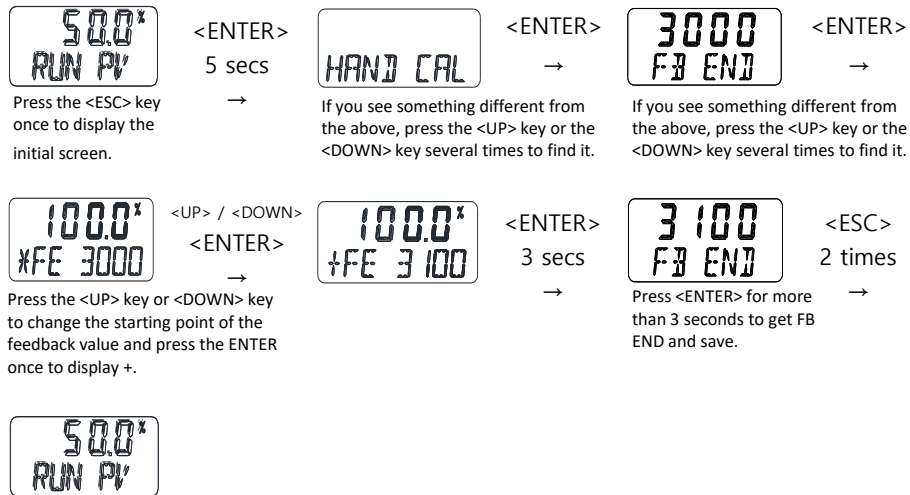 50.0%
RUN PV
Press the <ESC> key
once to display the
initial screen.
<ENTER>
5 secs
→
HAND CAL
If you see something different from
the above, press the <UP> key or the
<DOWN> key several times to find it.
<ENTER>
→
3000
FB END
If you see something different from
the above, press the <UP> key or the
<DOWN> key several times to find it.
<ENTER>
→
100.0%
*FE 3000
Press the <UP> key or <DOWN> key
to change the starting point of the
feedback value and press the ENTER
once to display +.
<UP> / <DOWN>
<ENTER>
→
100.0%
+FE 3100
<ENTER>
3 secs
→
3100
FB END
Press <ENTER> for more
than 3 seconds to get FB
END and save.
<ESC>
2 times
→
50.0%
RUN PV